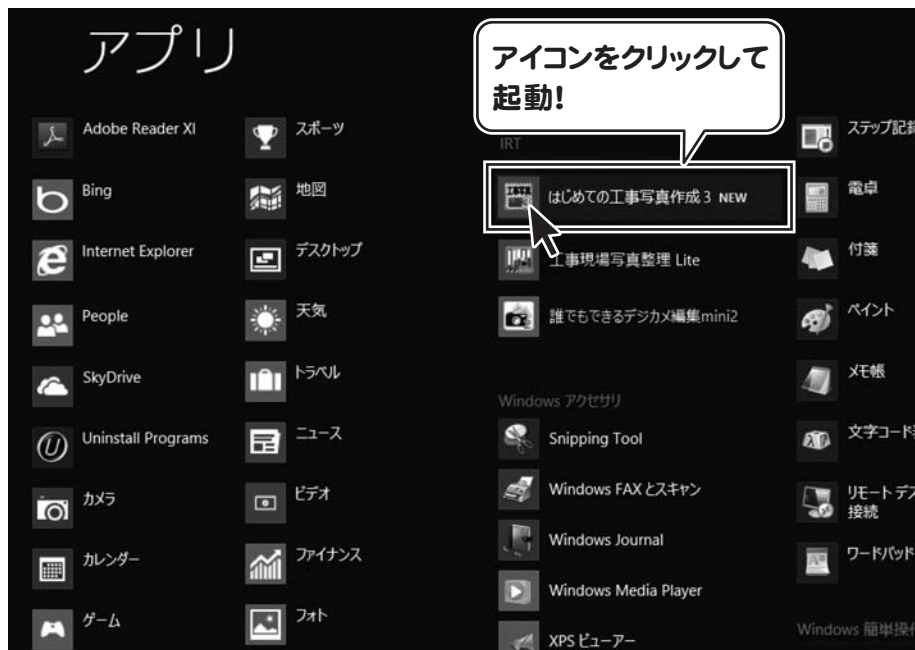 アプリ
アイコンをクリックして
起動!
Adobe Reader XI
Bing
Internet Explorer
People
SkyDrive
Uninstall Programs
カメラ
カレンダー
ゲーム
スポーツ
地図
デスクトップ
天気
トラベル
ニュース
ビデオ
ファイナンス
フォト
IRT
はじめての工事写真作成 3 NEW
工事現場写真整理 Lite
誰でもできるデジカメ編集mini2
Windows アクセサリ
Snipping Tool
Windows FAX とスキャン
Windows Journal
Windows Media Player
XPS ビューアー
ステップ記録
電卓
付箋
ペイント
メモ帳
文字コード
リモート デス
接続
ワードパッド
Windows 簡単操作